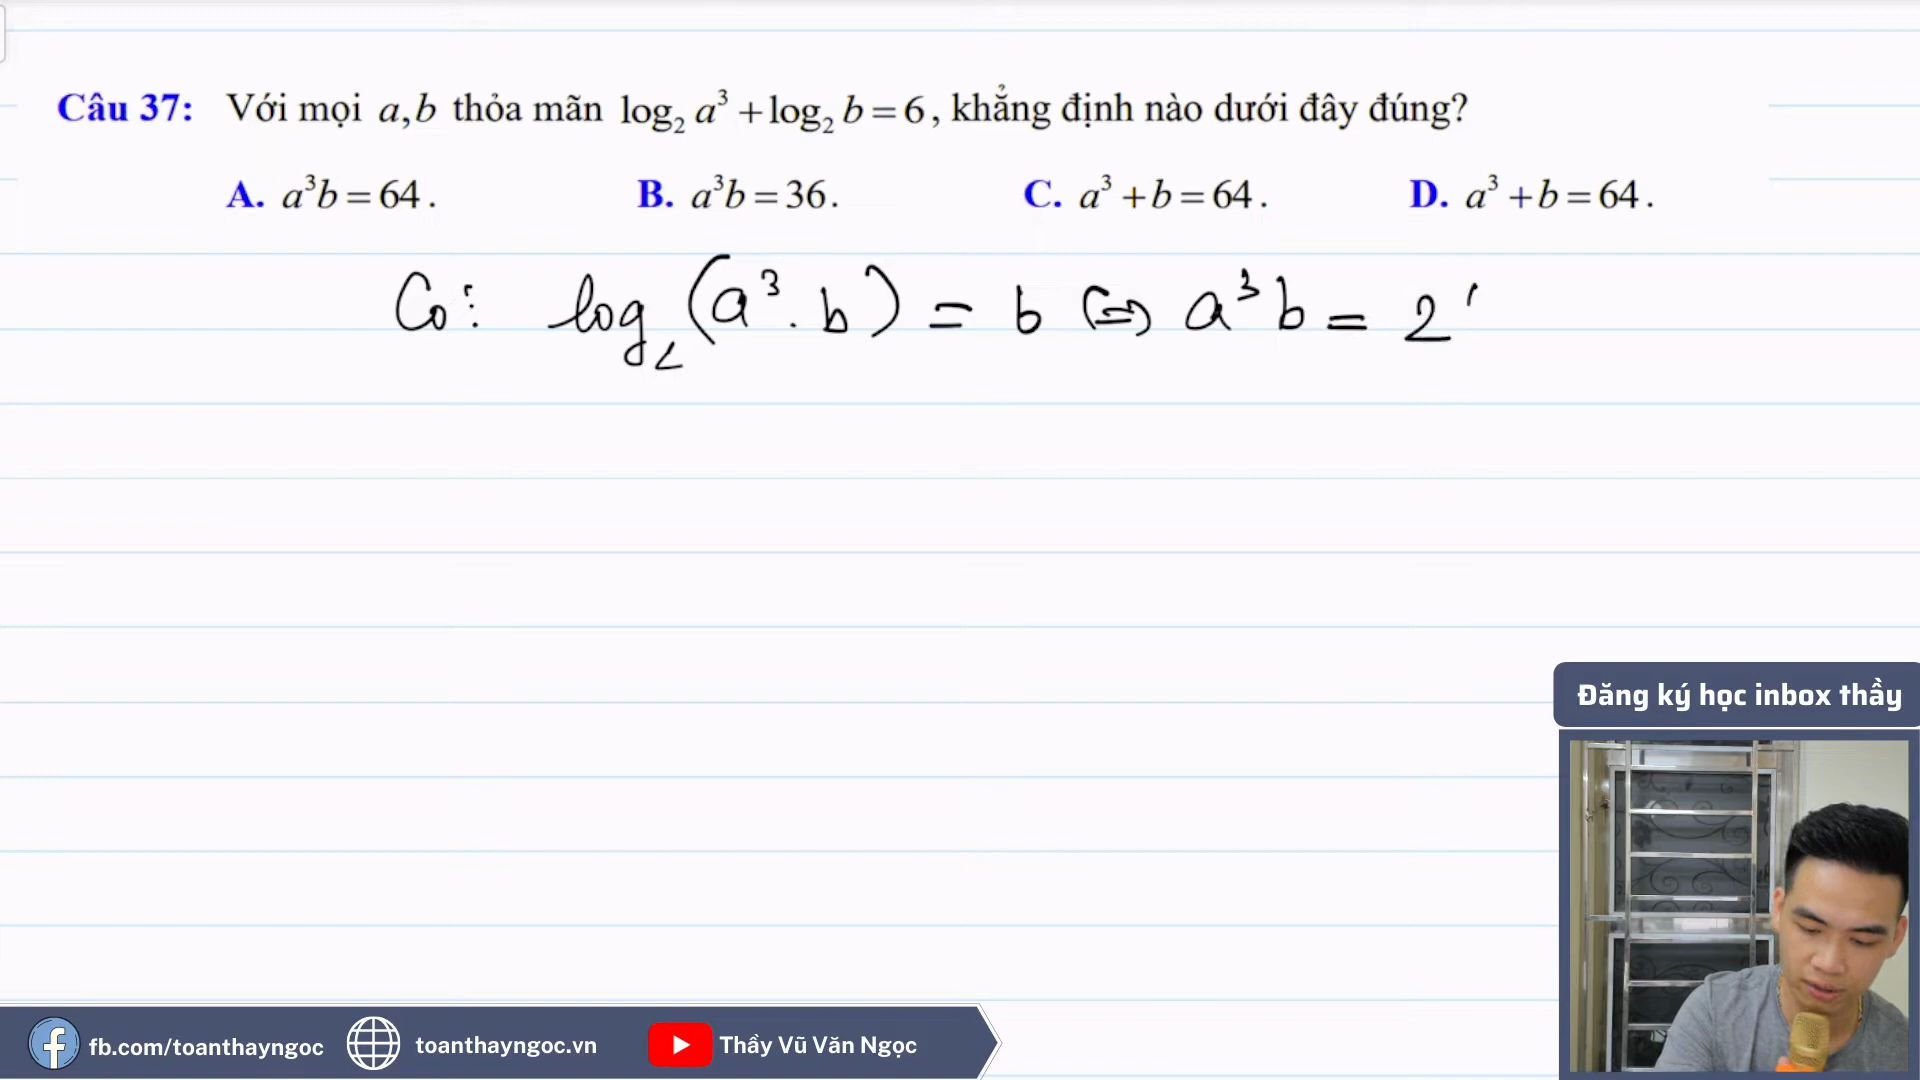 Câu 37: Với mọi a,b thỏa mãn log₂ a³ + log₂ b = 6, khẳng định nào dưới đây đúng?
A. a³b = 64. B. a³b = 36. C. a³ + b = 64. D. a³ + b = 64.
Có: log₂ (a³ . b) = 6 ⇔ a³b = 2
Đăng ký học inbox thầy
fb.com/toanthayngoc toanthayngoc.vn Thầy Vũ Văn Ngọc